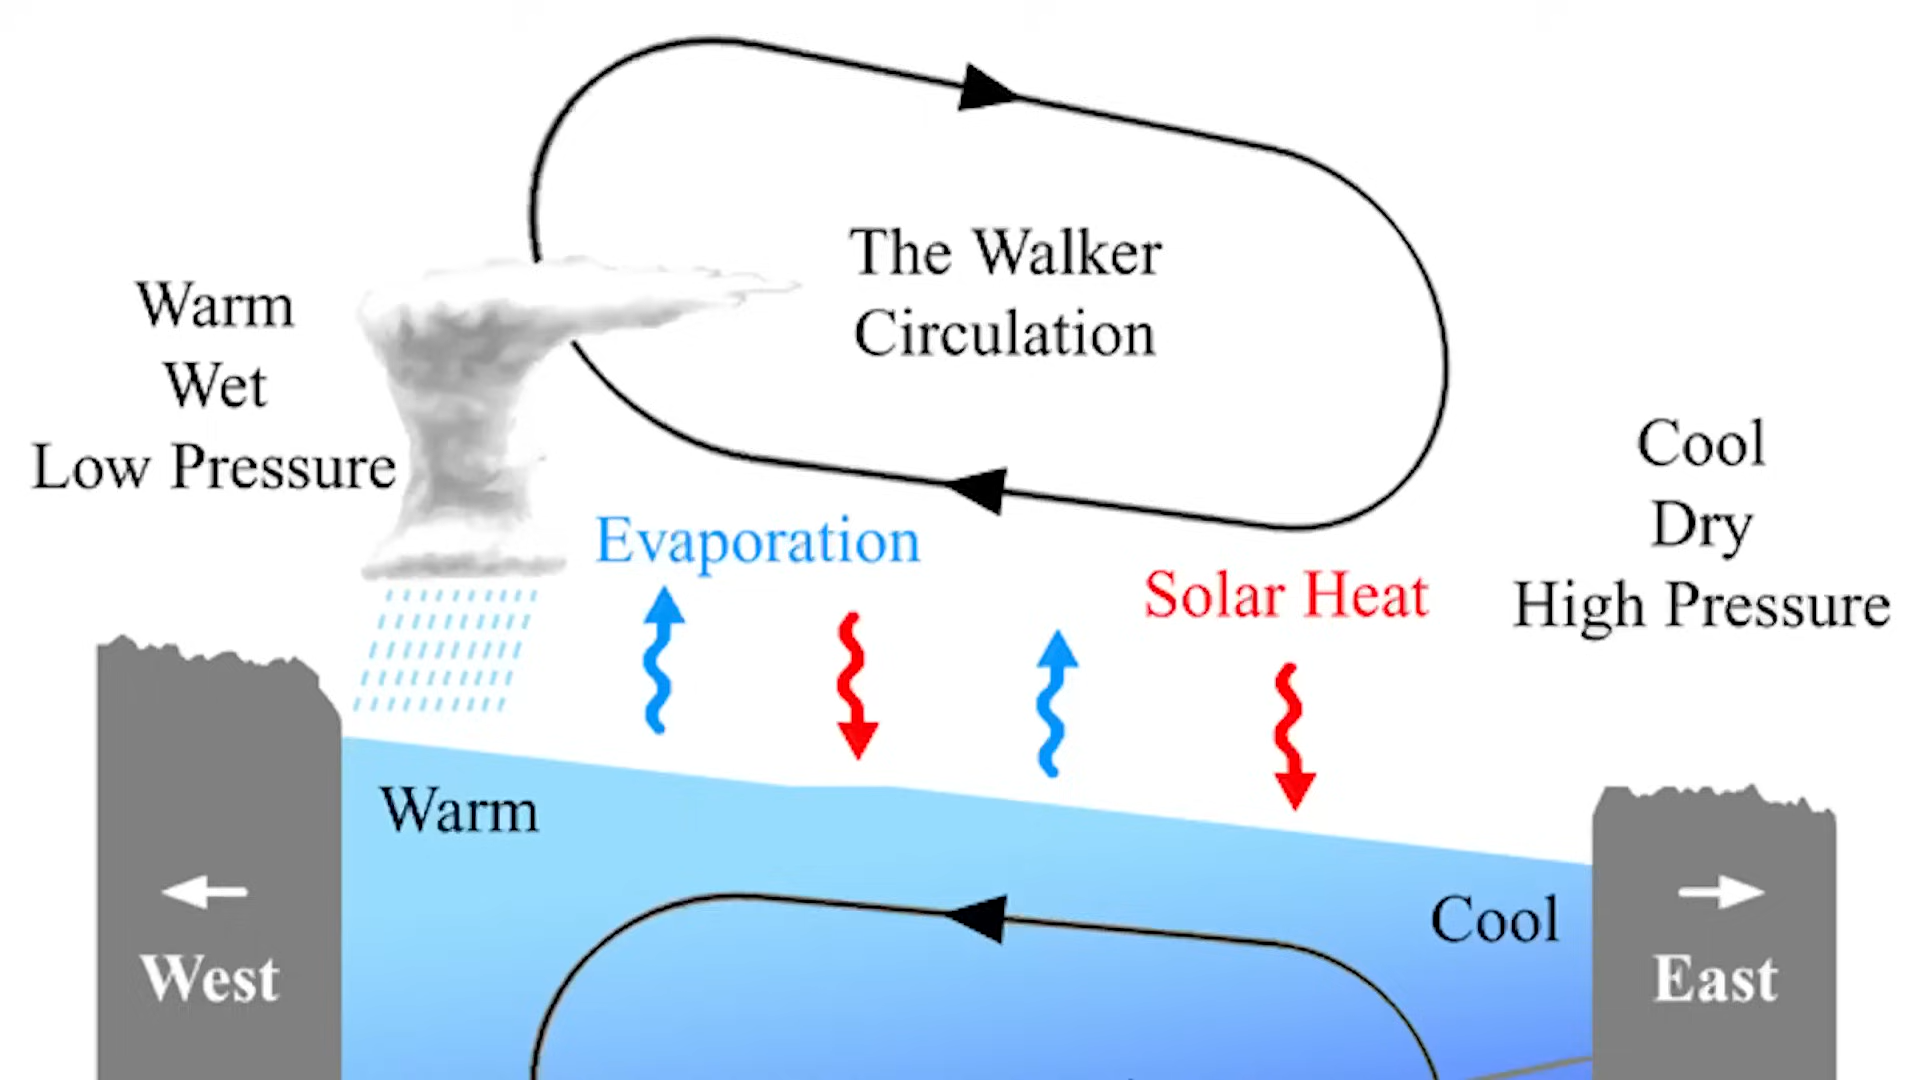 The Walker
Circulation
Warm
Wet
Low Pressure
Cool
Dry
High Pressure
Evaporation
Solar Heat
Warm
Cool
West
East